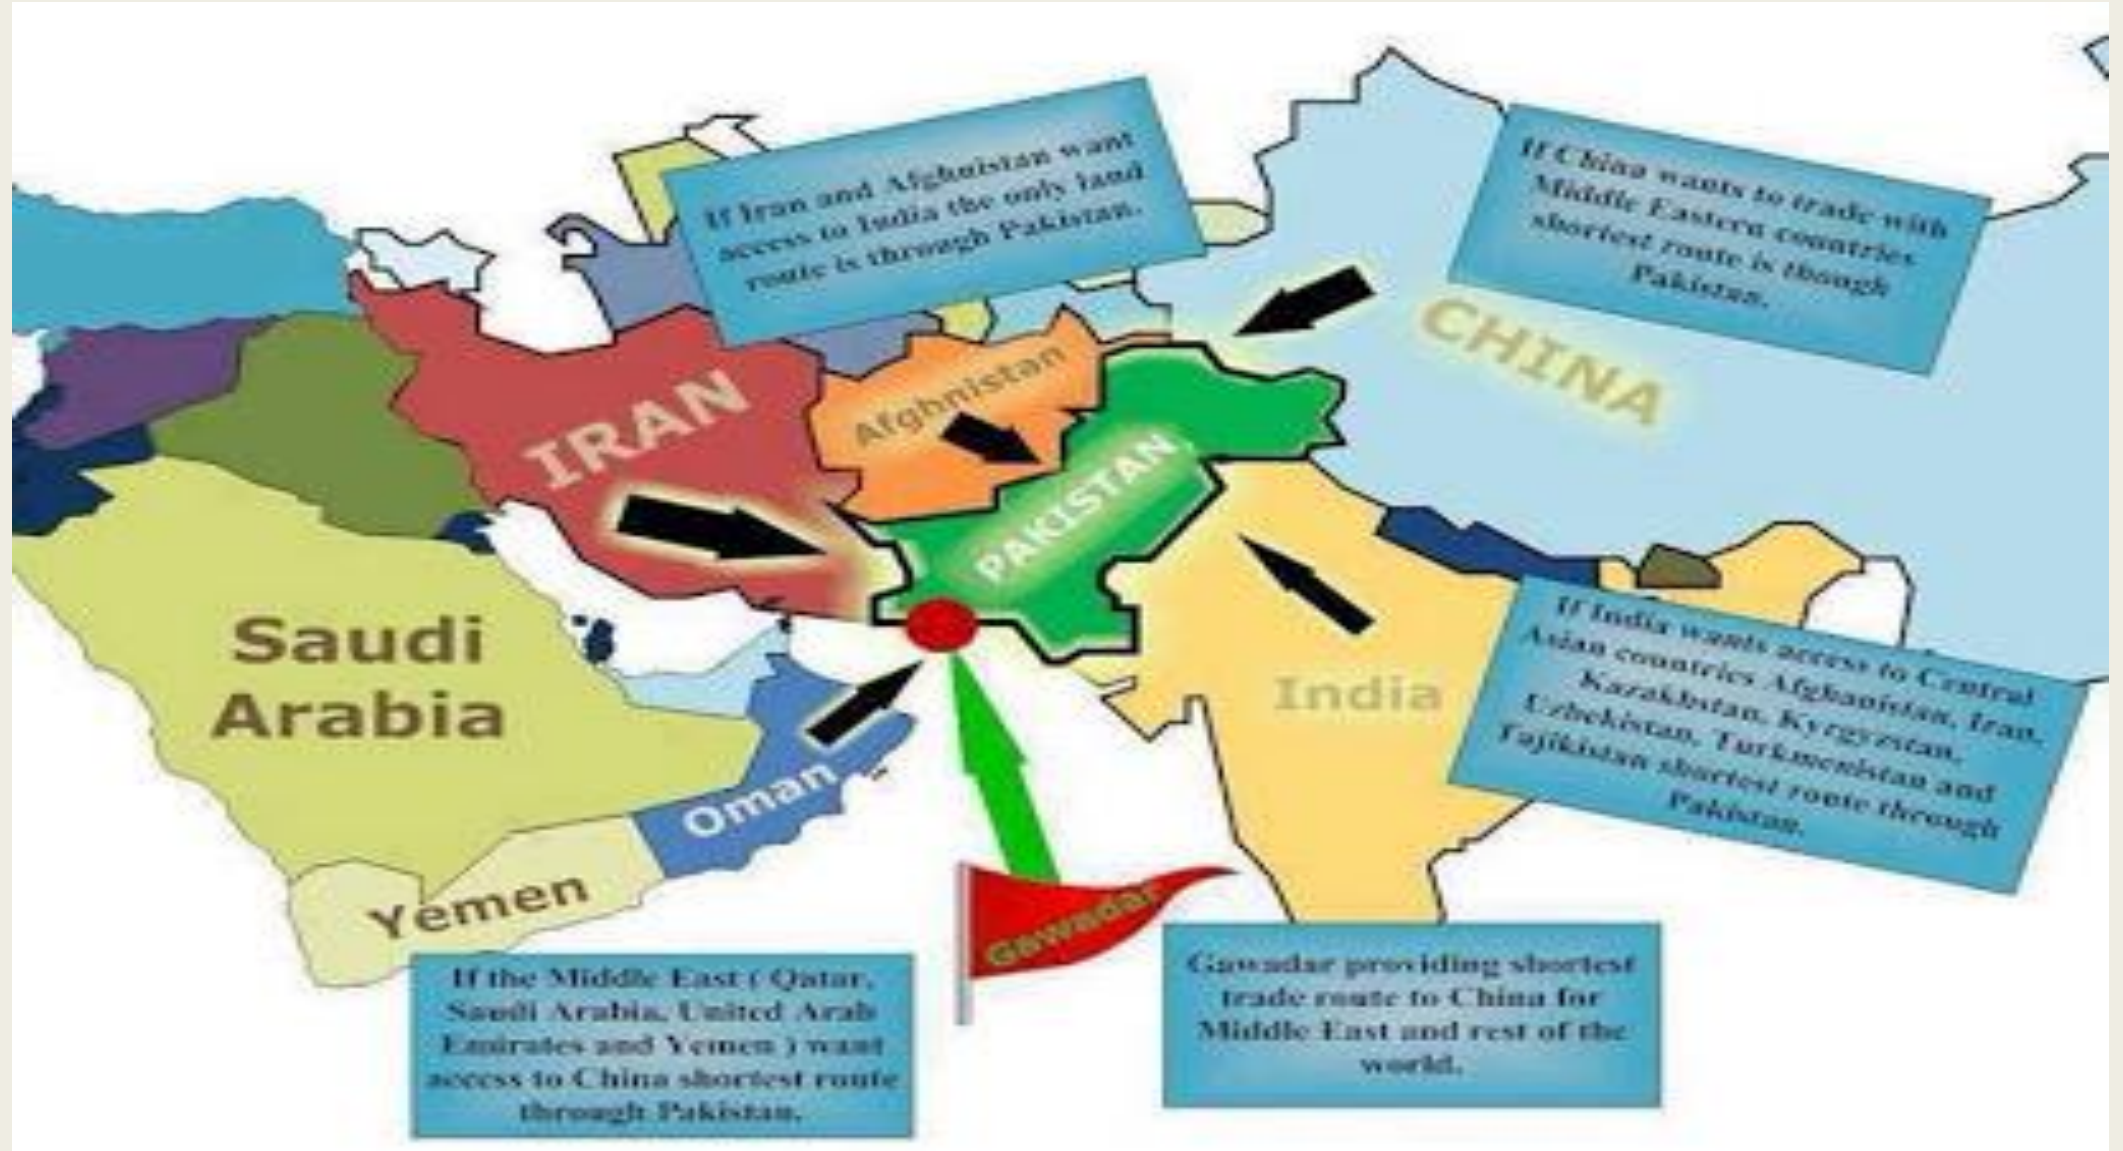 If Iran and Afghnistan want
access to India the only land
route is through Pakistan.
If China wants to trade with
Middle Eastern countries
shortest route is though
Pakistan.
CHINA
IRAN
Afghnistan
PAKISTAN
Saudi
Arabia
India
If India wants access to Central
Asian countries Afghanistan, Iran,
Kazakhstan, Kyrgyzstan,
Uzbekistan, Turkmenistan and
Tajikistan shortest route through
Pakistan.
Oman
Yemen
Gawadar
If the Middle East ( Qatar,
Saudi Arabia, United Arab
Emirates and Yemen ) want
access to China shortest route
through Pakistan.
Gawadar providing shortest
trade route to China for
Middle East and rest of the
world.